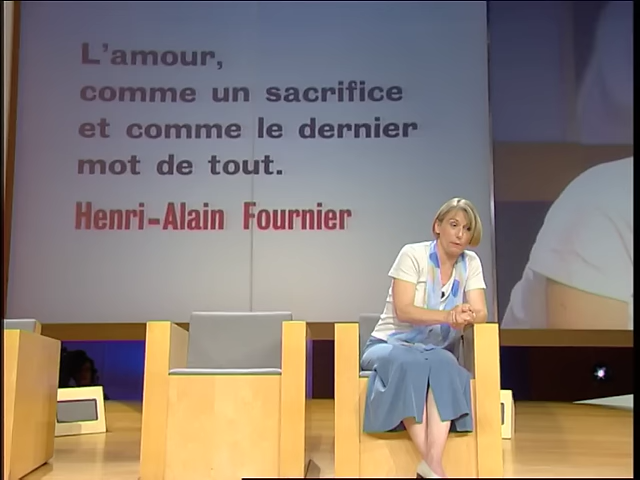 L'amour,
comme un sacrifice
et comme le dernier
mot de tout.
Henri-Alain Fournier